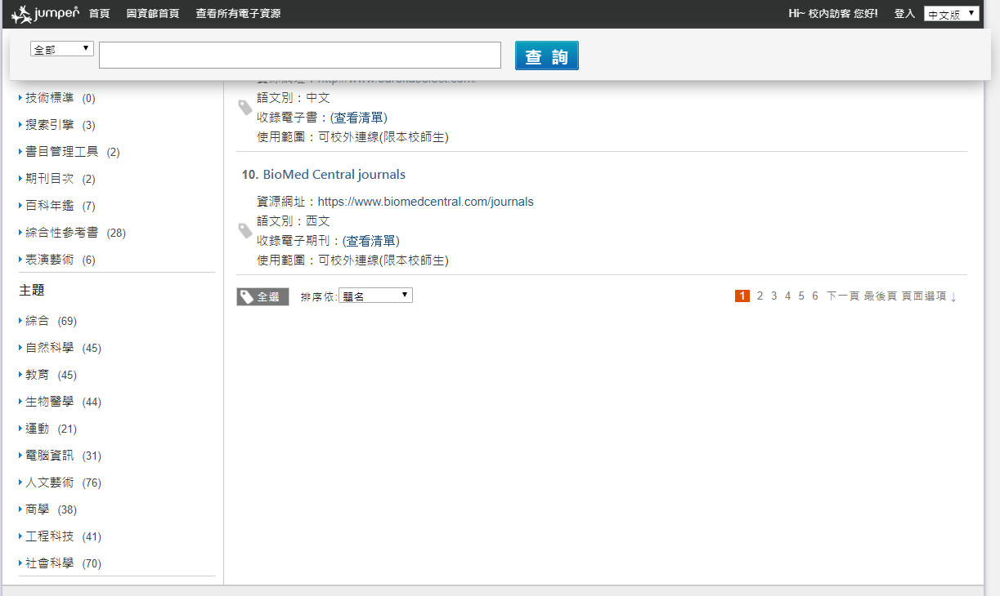 jumper 首頁 圖資館首頁 查看所有電子資源 Hi~ 校內訪客 您好! 登入 中文版
全部 查 詢
技術標準 (0)
搜索引擎 (3)
書目管理工具 (2)
期刊目次 (2)
百科年鑑 (7)
綜合性參考書 (28)
表演藝術 (6)
主題
綜合 (69)
自然科學 (45)
教育 (45)
生物醫學 (44)
運動 (21)
電腦資訊 (31)
人文藝術 (76)
商學 (38)
工程科技 (41)
社會科學 (70)
資源網址：http://www.eurekaselect.com/
語文別：中文
收錄電子書：(查看清單)
使用範圍：可校外連線(限本校師生)
10. BioMed Central journals
資源網址：https://www.biomedcentral.com/journals
語文別：西文
收錄電子期刊：(查看清單)
使用範圍：可校外連線(限本校師生)
全選 排序依: 題名 1 2 3 4 5 6 下一頁 最後頁 頁面選項 ↓